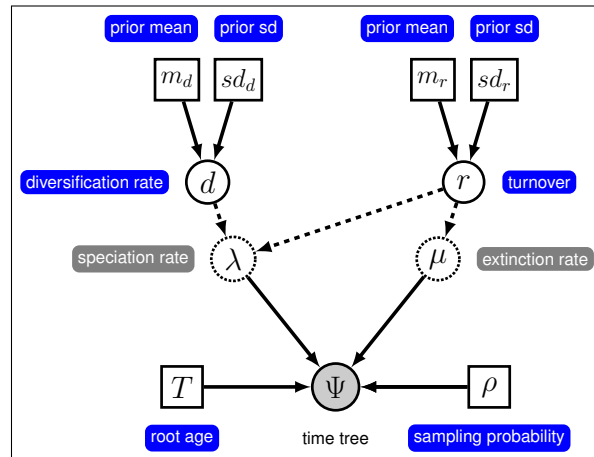 prior mean prior sd prior mean prior sd
m_d sd_d m_r sd_r
diversification rate d r turnover
speciation rate λ μ extinction rate
T Ψ ρ
root age time tree sampling probability